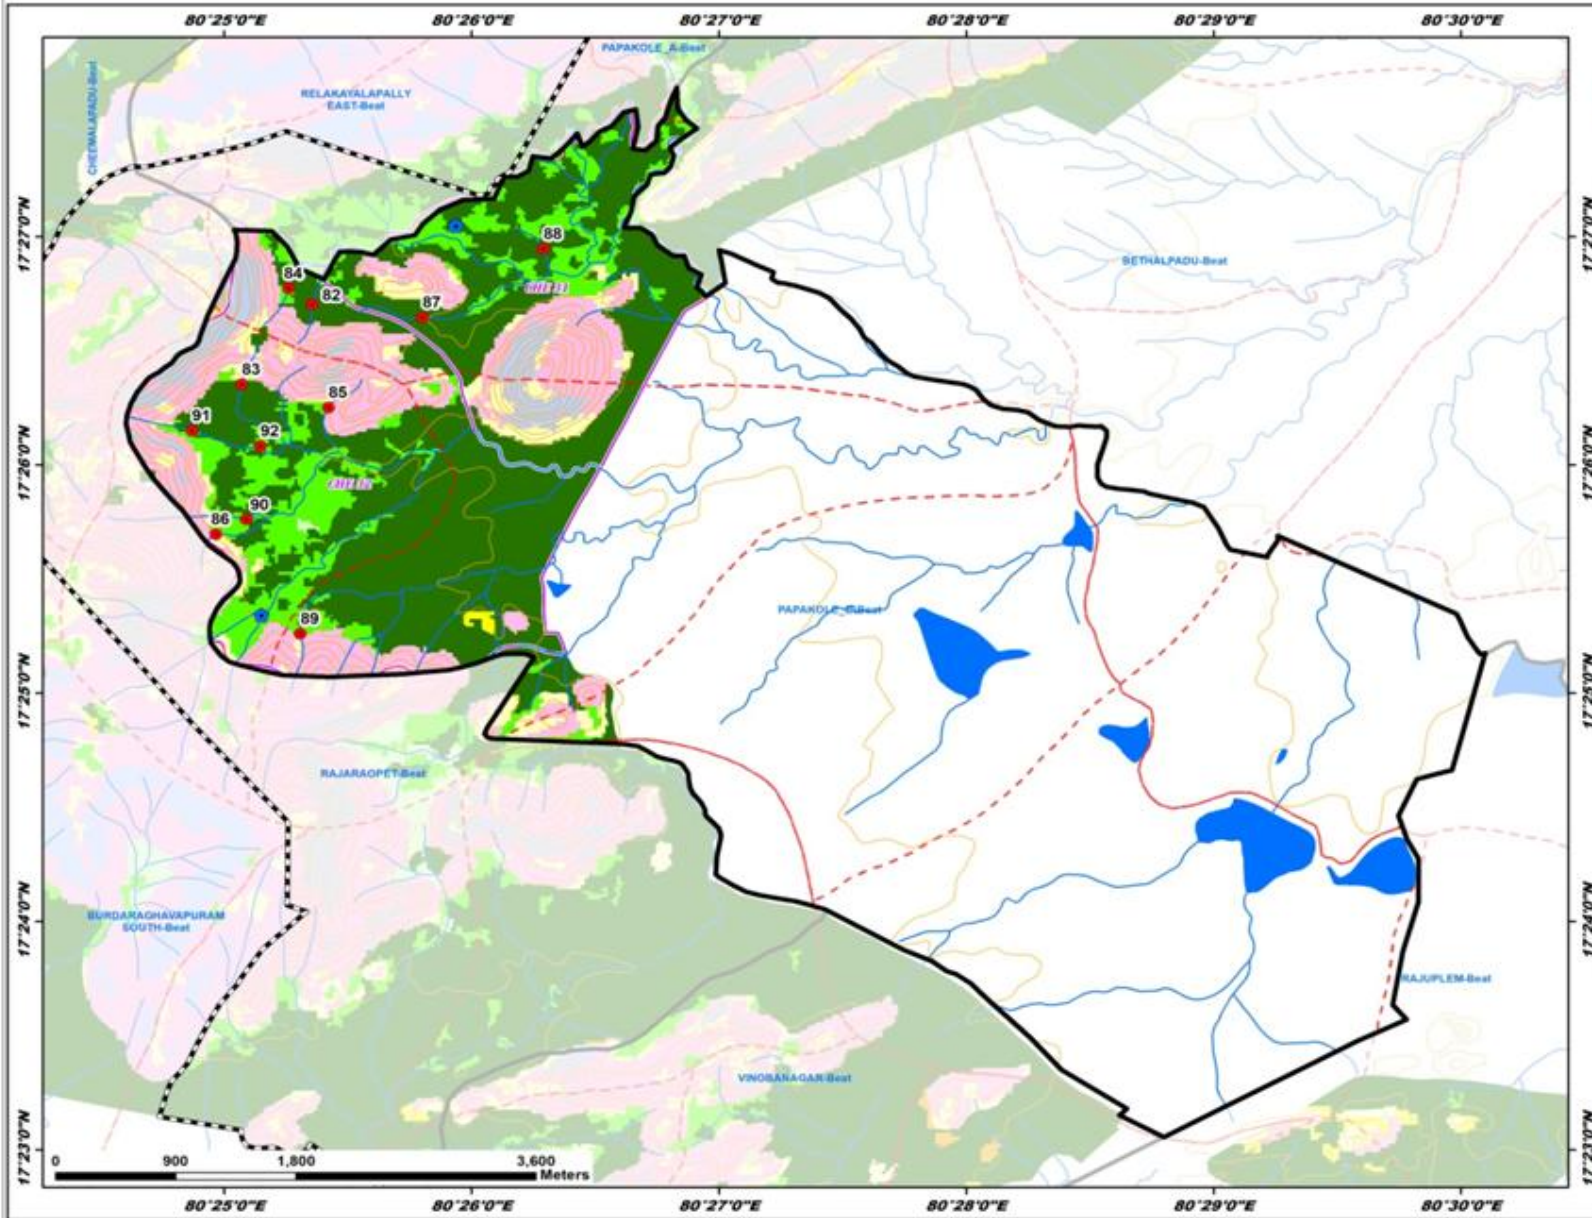 80°25'0"E 80°26'0"E 80°27'0"E 80°28'0"E 80°29'0"E 80°30'0"E
PAPAKOLE_A-Beat
CHEEMALAPADU-Beat
RELAKAYALAPALLY
EAST-Beat
17°27'0"N
17°27'0"N
88
BETHALPADU-Beat
84
82
87
83
85
91
92
17°26'0"N
17°26'0"N
90
86
PAPAKOLE_
89
17°25'0"N
17°25'0"N
RAJARAOPET-Beat
BURDARAGHAVAPURAM
SOUTH-Beat
17°24'0"N
17°24'0"N
RAJUPLEM-Beat
VINOBANAGAR-Beat
17°23'0"N
17°23'0"N
0 900 1,800 3,600
Meters
80°25'0"E 80°26'0"E 80°27'0"E 80°28'0"E 80°29'0"E 80°30'0"E